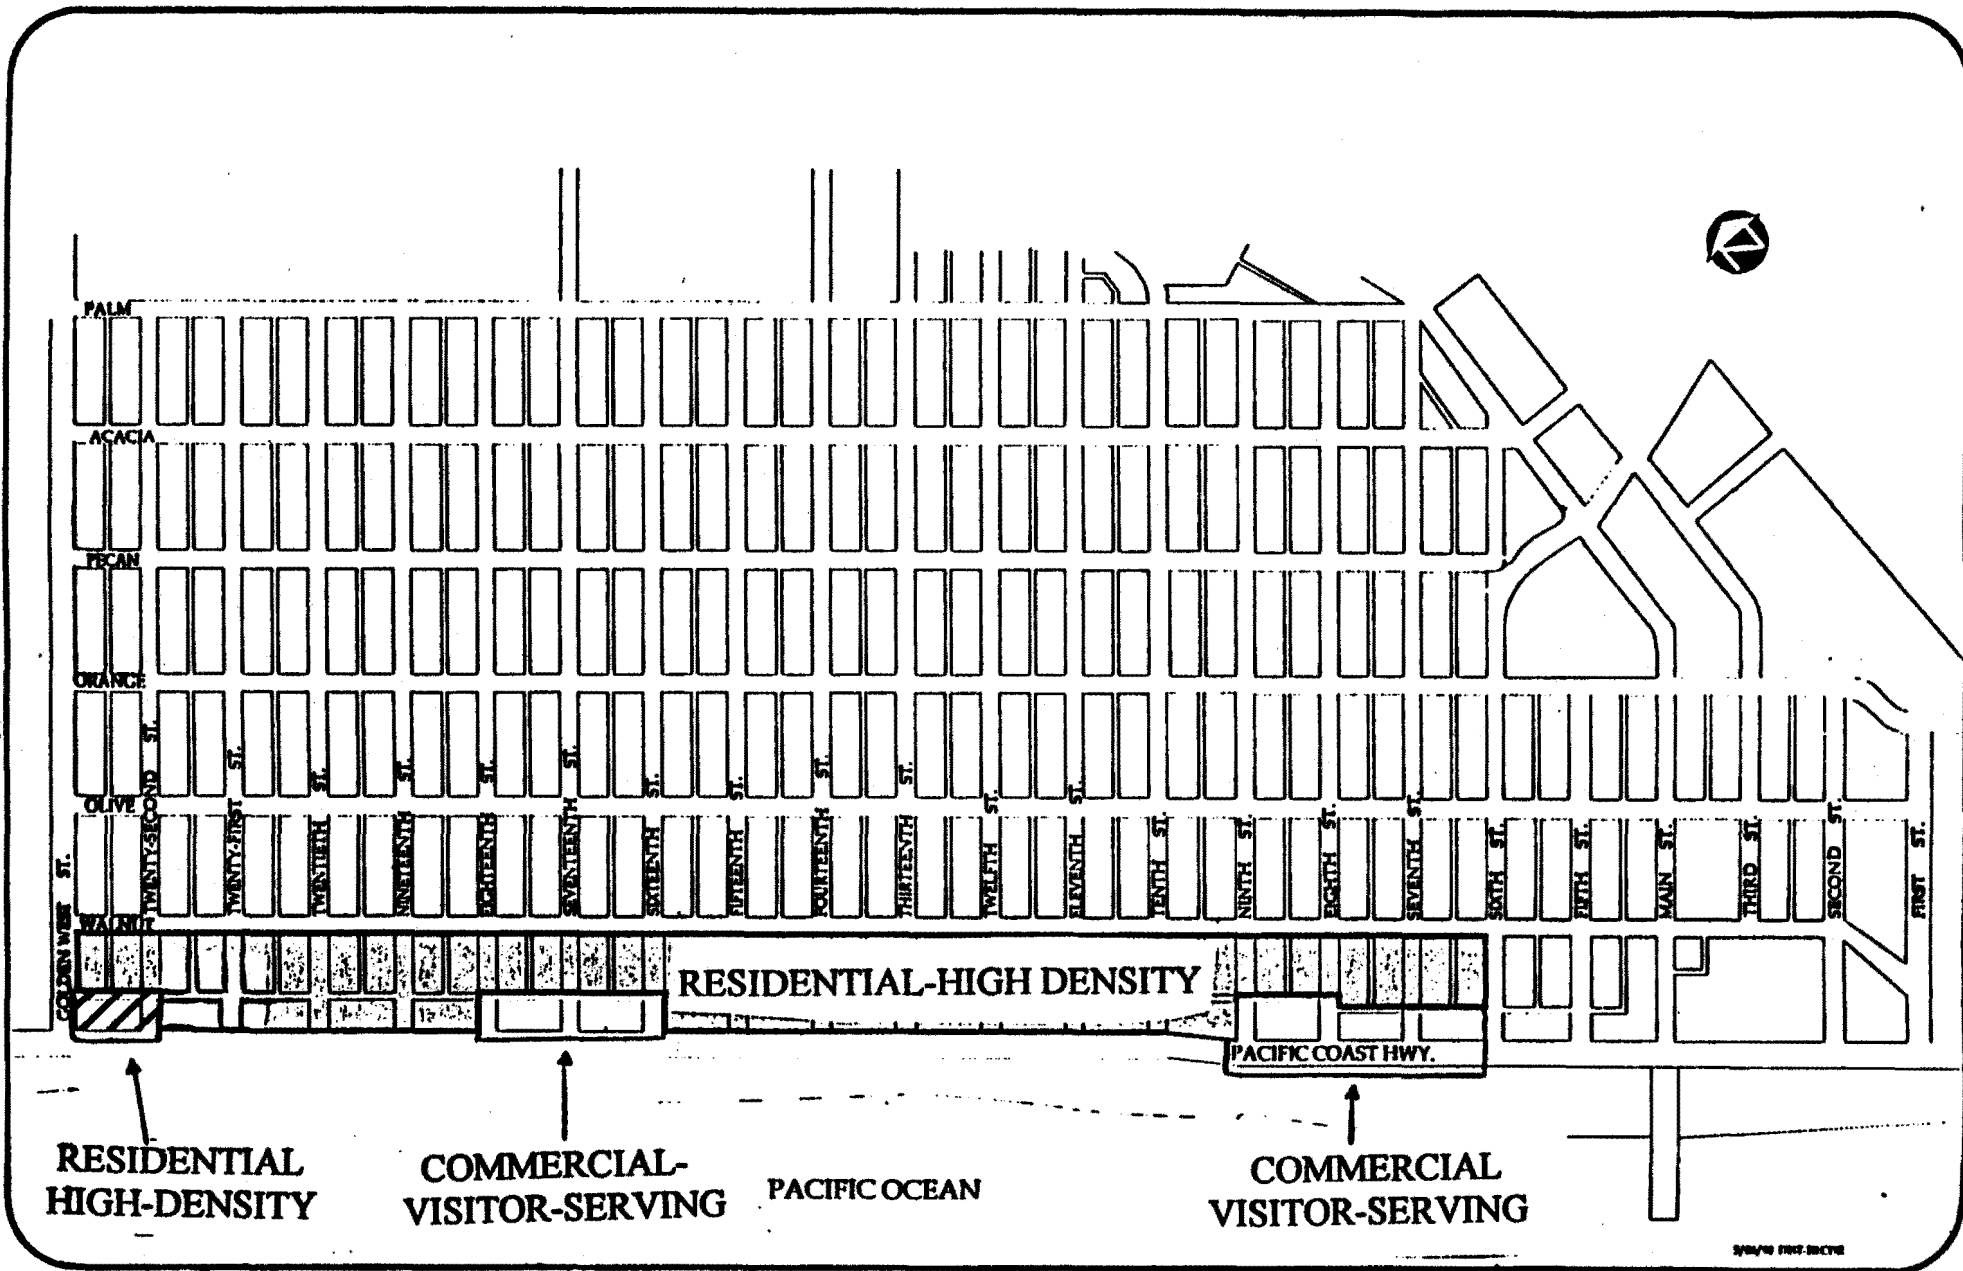 PALM
ACACIA
PECAN
ORANGE
OLIVE
WALNUT
GOLDEN WEST ST.
TWENTY-SECOND ST.
TWENTY-FIRST ST.
TWENTIETH ST.
NINETEENTH ST.
EIGHTEENTH ST.
SEVENTEENTH ST.
SIXTEENTH ST.
FIFTEENTH ST.
FOURTEENTH ST.
THIRTEENTH ST.
TWELFTH ST.
ELEVENTH ST.
TENTH ST.
NINTH ST.
EIGHTH ST.
SEVENTH ST.
SIXTH ST.
FIFTH ST.
MAIN ST.
THIRD ST.
SECOND ST.
FIRST ST.
RESIDENTIAL-HIGH DENSITY
PACIFIC COAST HWY.
RESIDENTIAL
HIGH-DENSITY
COMMERCIAL-
VISITOR-SERVING
PACIFIC OCEAN
COMMERCIAL
VISITOR-SERVING